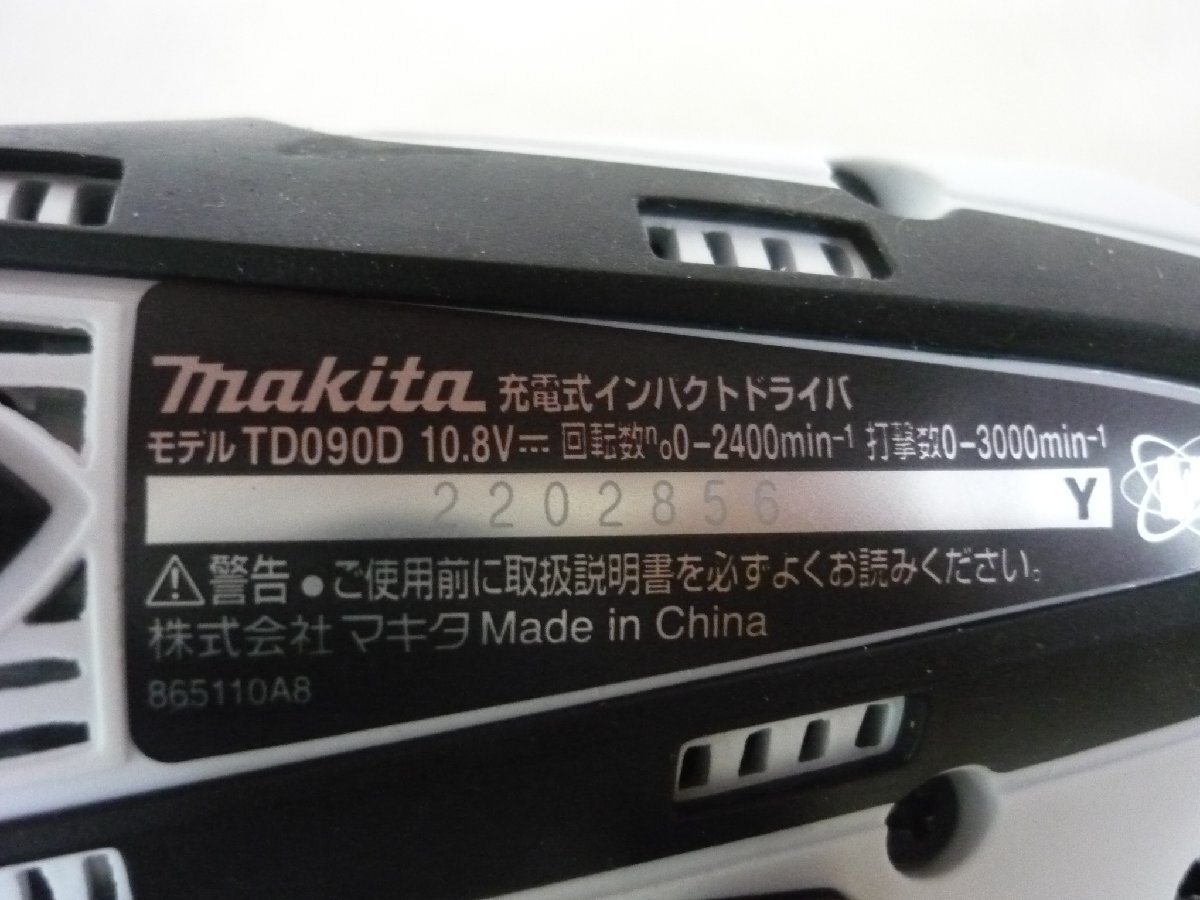 makita 充電式インパクトドライバ
モデル TD090D 10.8V⎓ 回転数n₀0-2400min⁻¹ 打撃数0-3000min⁻¹
2202856 Y
⚠警告 ●ご使用前に取扱説明書を必ずよくお読みください。
株式会社マキタ Made in China
865110A8